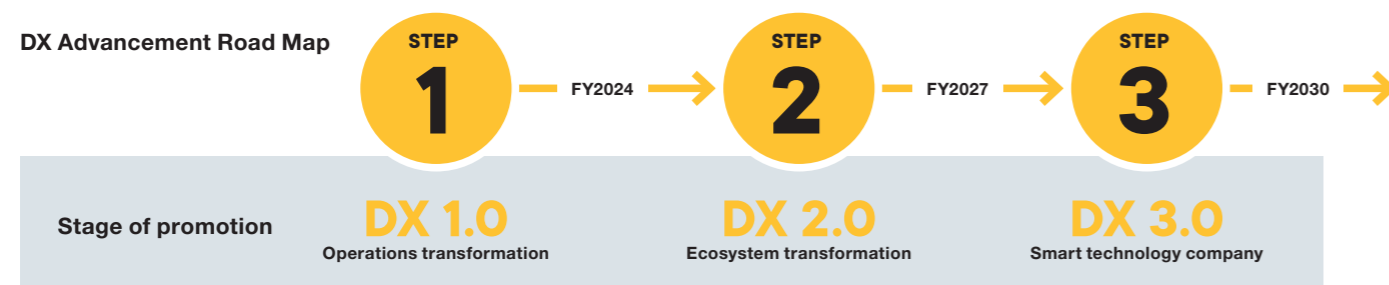 DX Advancement Road Map
STEP
1
FY2024
STEP
2
FY2027
STEP
3
FY2030
Stage of promotion
DX 1.0
Operations transformation
DX 2.0
Ecosystem transformation
DX 3.0
Smart technology company